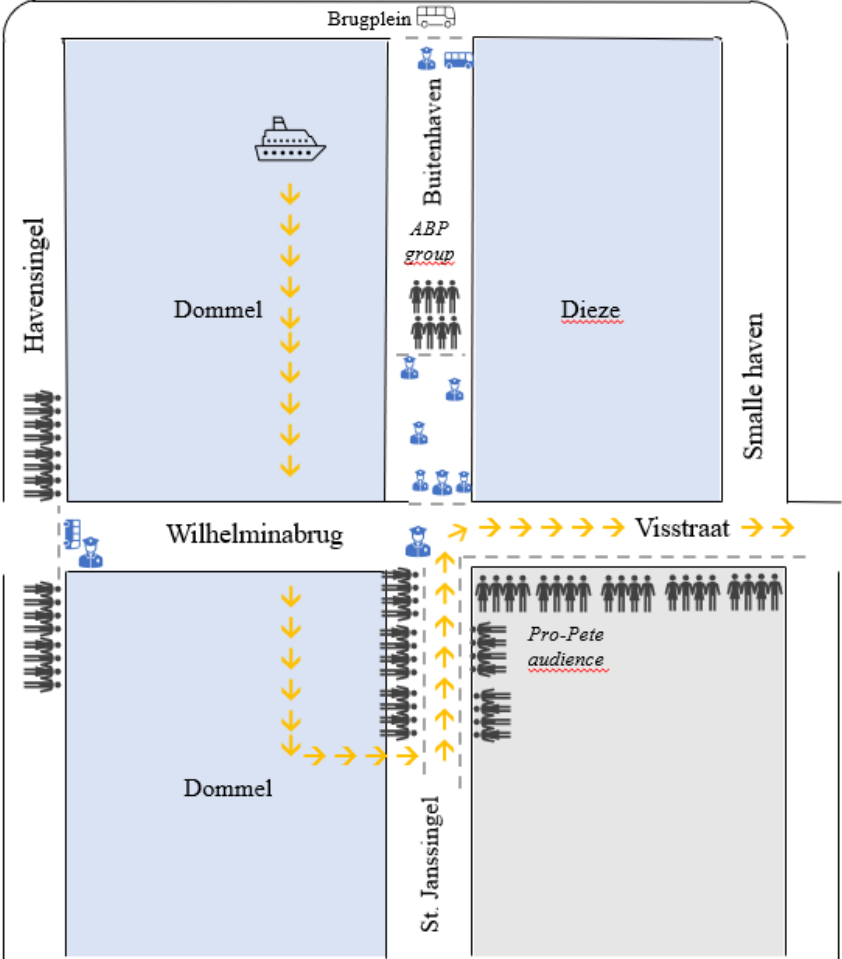 Brugplein
Buitenhaven
ABP
group
Havensingel
Dommel
Dieze
Smalle haven
Wilhelminabrug
Visstraat
Pro-Pete
audience
Dommel
St. Janssingel